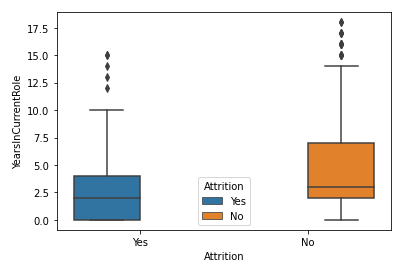 17.5
15.0
12.5
10.0
7.5
5.0
2.5
0.0
YearsInCurrentRole
Attrition
Yes
No
Yes
No
Attrition